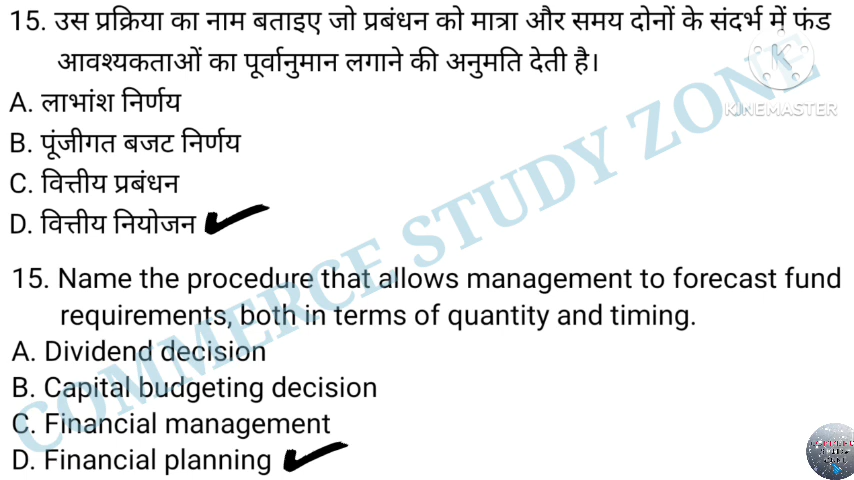 15. उस प्रक्रिया का नाम बताइए जो प्रबंधन को मात्रा और समय दोनों के संदर्भ में फंड
आवश्यकताओं का पूर्वानुमान लगाने की अनुमति देती है।
A. लाभांश निर्णय
B. पूंजीगत बजट निर्णय
C. वित्तीय प्रबंधन
D. वित्तीय नियोजन
15. Name the procedure that allows management to forecast fund
requirements, both in terms of quantity and timing.
A. Dividend decision
B. Capital budgeting decision
C. Financial management
D. Financial planning
COMMERCE STUDY ZONE
K
KINEMASTER